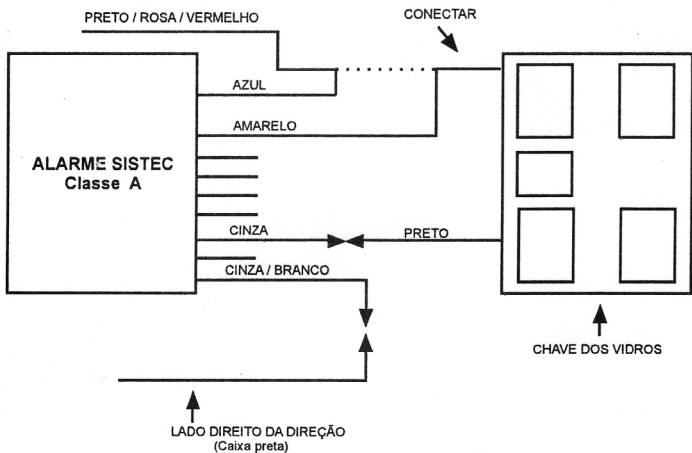 PRETO / ROSA / VERMELHO
CONECTAR
AZUL
AMARELO
ALARME SISTEC
Classe A
CINZA
PRETO
CINZA / BRANCO
CHAVE DOS VIDROS
LADO DIREITO DA DIREÇÃO
(Caixa preta)